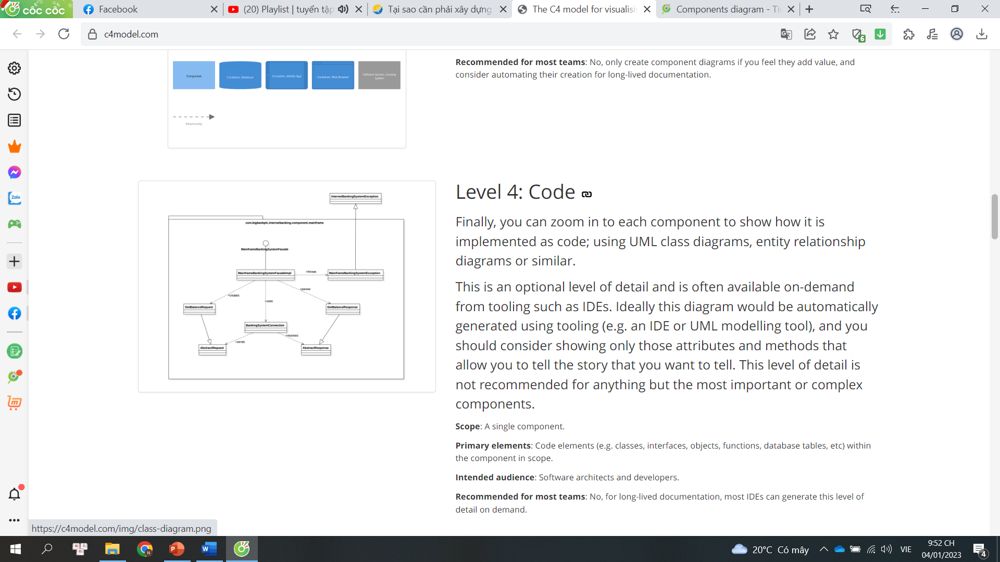 cốc cốc
Facebook
(20) Playlist | tuyển tập
Tại sao cần phải xây dựng
The C4 model for visualisi
Components diagram - Tì
c4model.com
6
Component
Container, Database
Container, Mobile App
Container, Web Browser
Software System, Existing
System
Relationship
Recommended for most teams: No, only create component diagrams if you feel they add value, and
consider automating their creation for long-lived documentation.
Zalo
InternetBankingSystemException
com.bigbankplc.internetbanking.component.mainframe
MainframeBankingSystemFacade
MainframeBankingSystemFacadeImpl
+throws
MainframeBankingSystemException
+creates
+uses
+parses
GetBalanceRequest
GetBalanceResponse
BankingSystemConnection
+sends
+receives
AbstractRequest
AbstractResponse
Level 4: Code
Finally, you can zoom in to each component to show how it is
implemented as code; using UML class diagrams, entity relationship
diagrams or similar.
This is an optional level of detail and is often available on-demand
from tooling such as IDEs. Ideally this diagram would be automatically
generated using tooling (e.g. an IDE or UML modelling tool), and you
should consider showing only those attributes and methods that
allow you to tell the story that you want to tell. This level of detail is
not recommended for anything but the most important or complex
components.
Scope: A single component.
Primary elements: Code elements (e.g. classes, interfaces, objects, functions, database tables, etc) within
the component in scope.
Intended audience: Software architects and developers.
Recommended for most teams: No, for long-lived documentation, most IDEs can generate this level of
detail on demand.
https://c4model.com/img/class-diagram.png
20°C Có mây
VIE
9:52 CH
04/01/2023
4